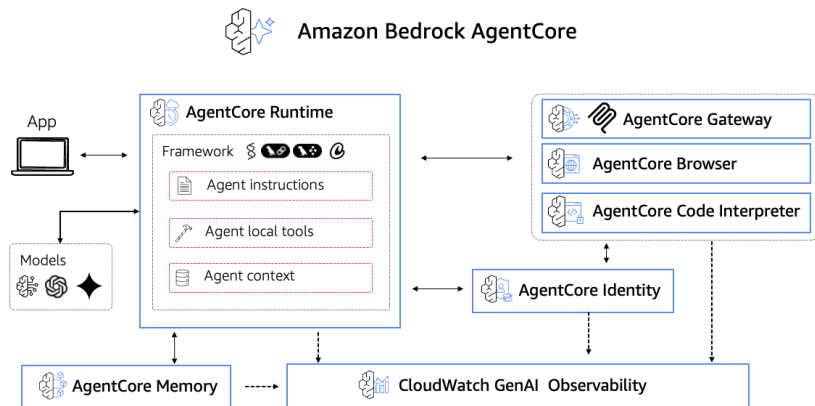 Amazon Bedrock AgentCore
App
AgentCore Runtime
Framework
Agent instructions
Agent local tools
Agent context
Models
AgentCore Gateway
AgentCore Browser
AgentCore Code Interpreter
AgentCore Identity
AgentCore Memory
CloudWatch GenAI Observability